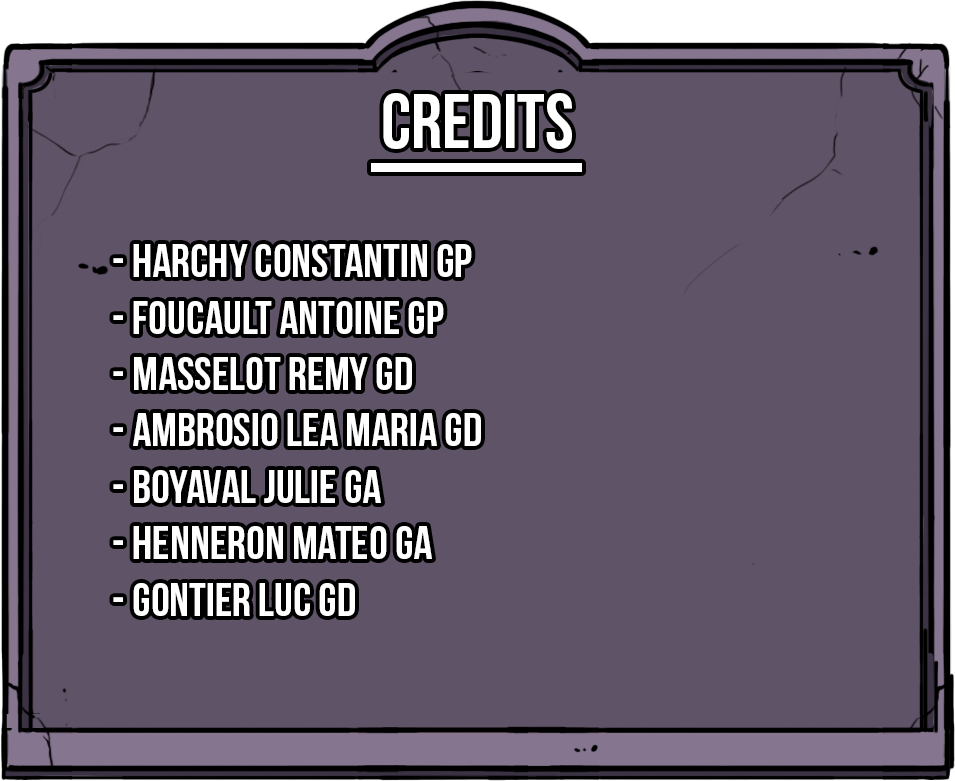 CREDITS
- HARCHY CONSTANTIN GP
- FOUCAULT ANTOINE GP
- MASSELOT REMY GD
- AMBROSIO LEA MARIA GD
- BOYAVAL JULIE GA
- HENNERON MATEO GA
- GONTIER LUC GD